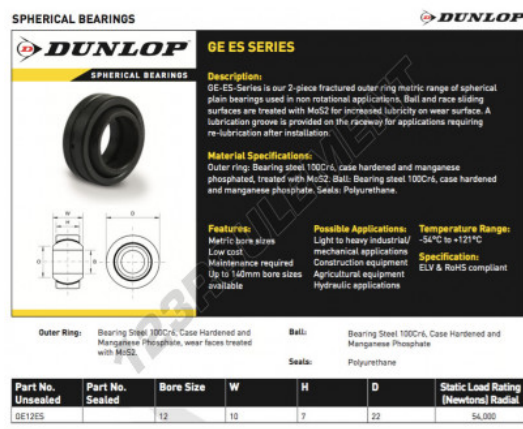 SPHERICAL BEARINGS
DUNLOP
DUNLOP
SPHERICAL BEARINGS
GE ES SERIES
Description:
GE-ES-Series is our 2-piece fractured outer ring metric range of spherical
plain bearings used in non rotational applications. Ball and race sliding
surfaces are treated with MoS2 for increased lubricity on wear surface. A
lubrication groove is provided on the raceway for applications requiring
re-lubrication after installation.
Material Specifications:
Outer ring: Bearing steel 100Cr6, case hardened and manganese
phosphated, treated with MoS2. Ball: Bearing steel 100Cr6, case hardened
and manganese phosphate. Seals: Polyurethane.
Features:
Metric bore sizes
Low cost
Maintenance required
Up to 140mm bore sizes
available
Possible Applications:
Light to heavy industrial/
mechanical applications
Construction equipment
Agricultural equipment
Hydraulic applications
Temperature Range:
-54°C to +121°C
Specification:
ELV & RoHS compliant
W
H
D
B
123ROULEMENT
Outer Ring: Bearing Steel 100Cr6, Case Hardened and
Manganese Phosphate, wear faces treated
with MoS2.
Ball: Bearing Steel 100Cr6, Case Hardened and
Manganese Phosphate
Seals: Polyurethane
Part No. Unsealed Part No. Sealed Bore Size W H D Static Load Rating (Newtons) Radial
GE12ES 12 10 7 22 54,000